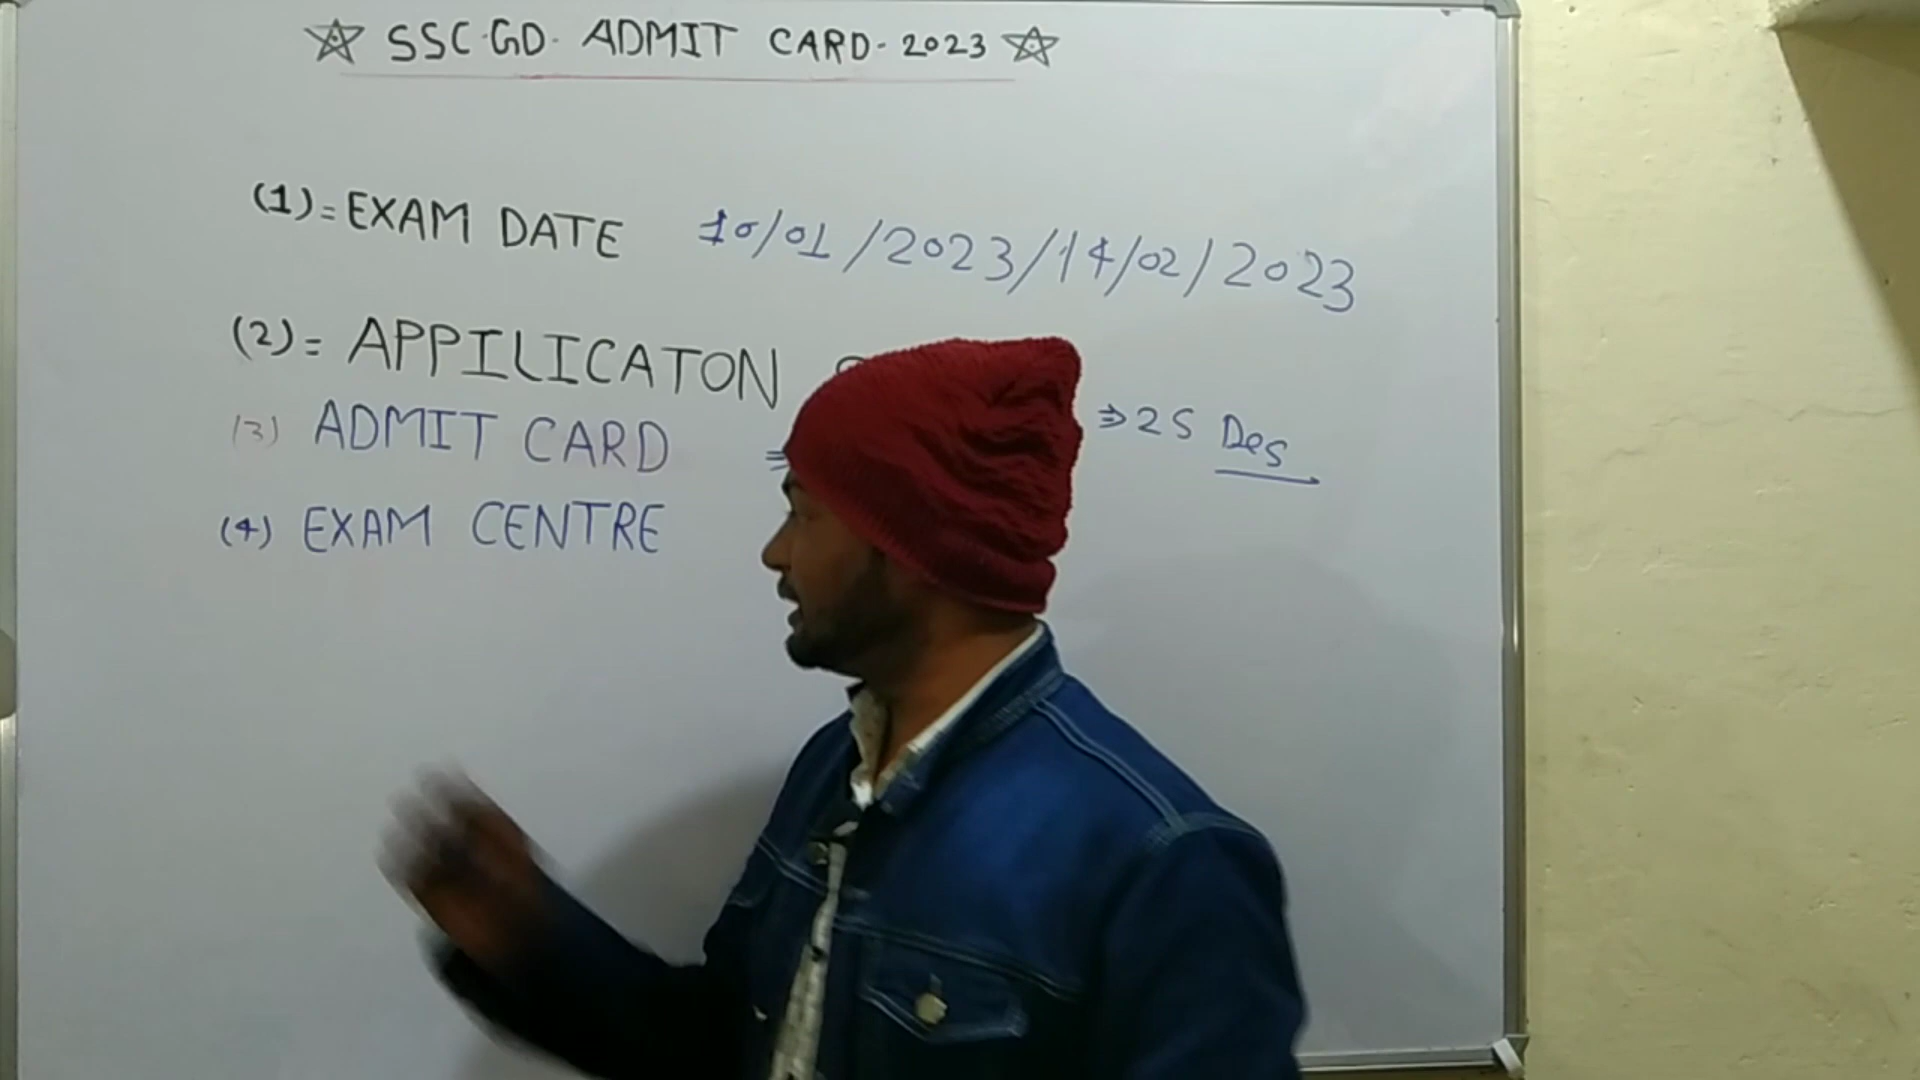 ☆ SSC GD ADMIT CARD - 2023 ☆
(1) = EXAM DATE 10/01/2023/14/02/2023
(2) = APPILICATON
(3) ADMIT CARD ⇒ ⇒ 25 Des
(4) EXAM CENTRE